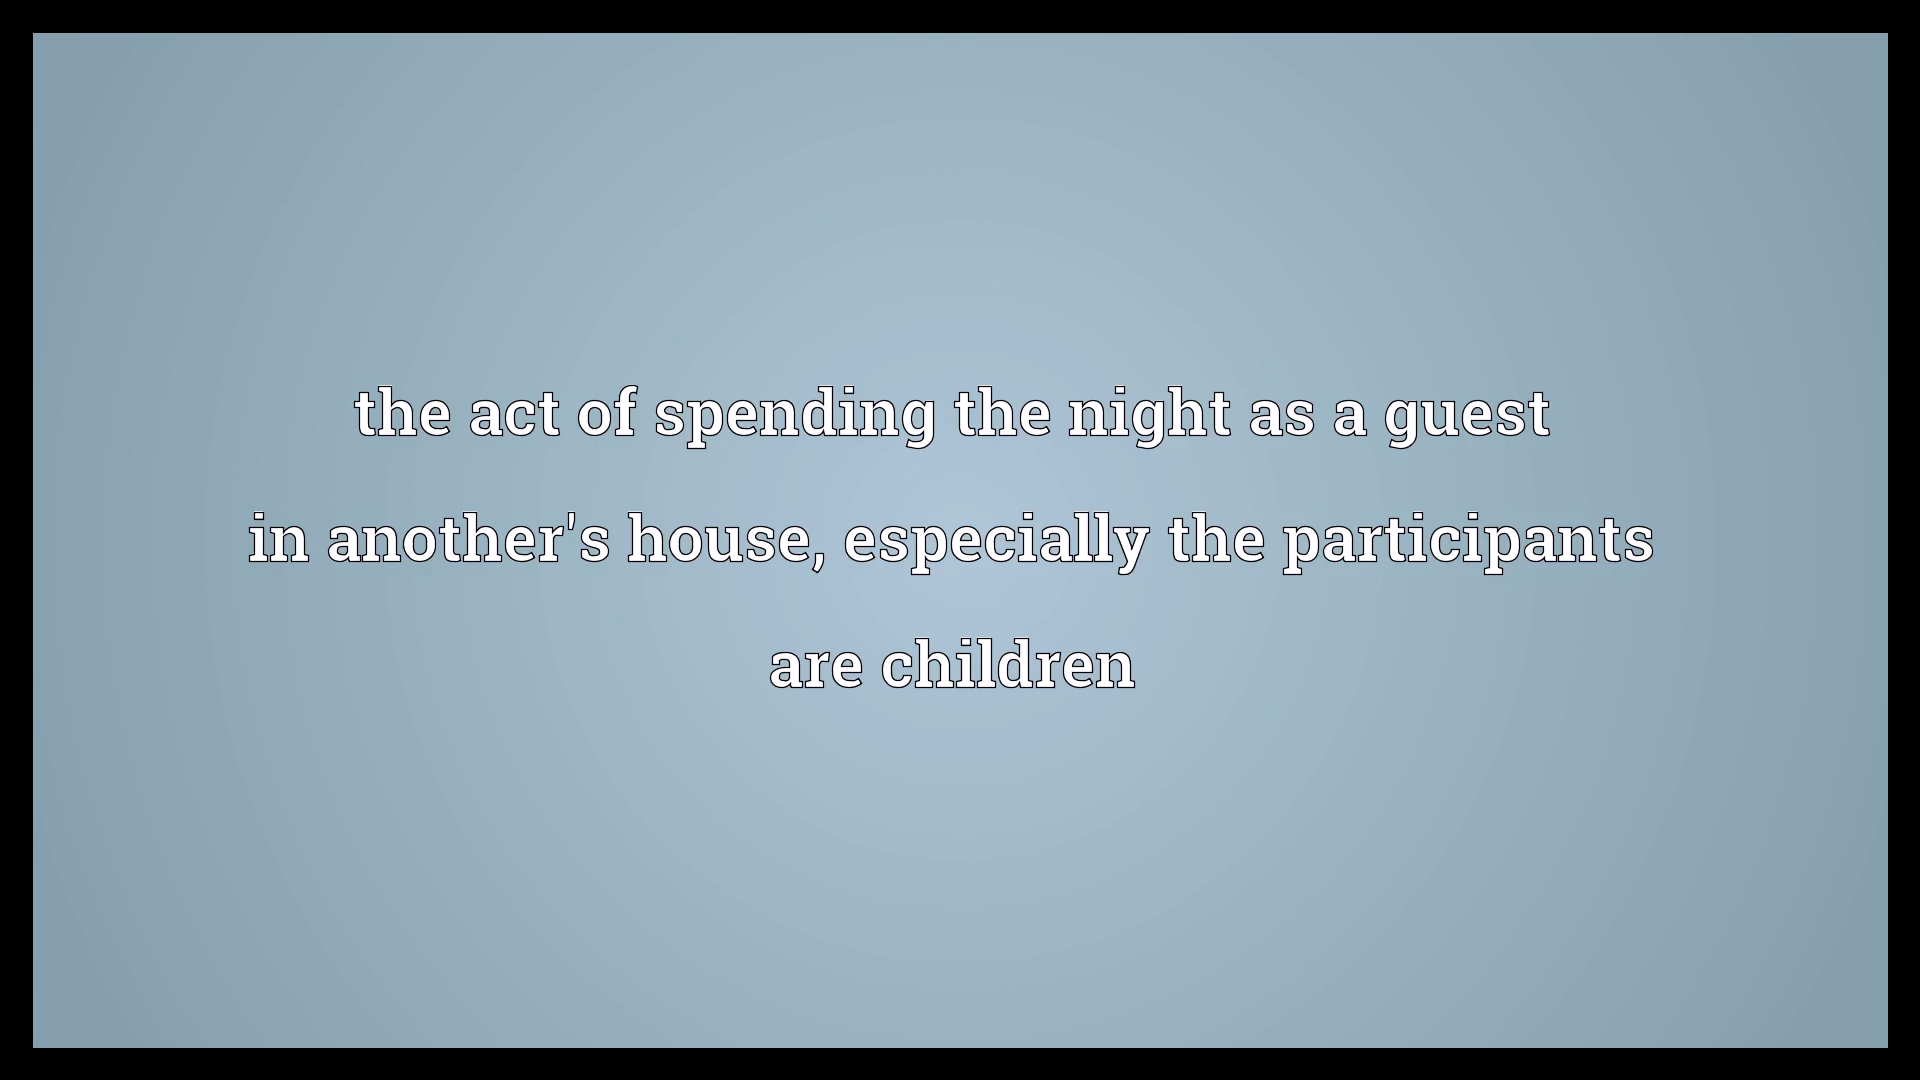 the act of spending the night as a guest
in another's house, especially the participants
are children